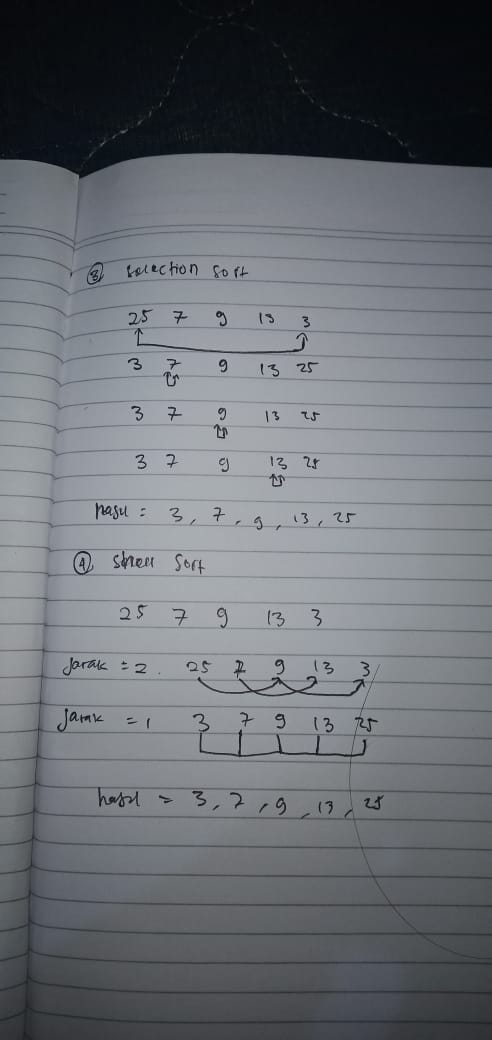 ③ Selection Sort
25 7 9 13 3
3 7 9 13 25
3 7 9 13 25
3 7 9 13 25
hasil = 3, 7, 9, 13, 25
④ Shell Sort
25 7 9 13 3
Jarak = 2. 25 7 9 13 3
Jarak = 1 3 7 9 13 25
hasil = 3, 7, 9, 13, 25